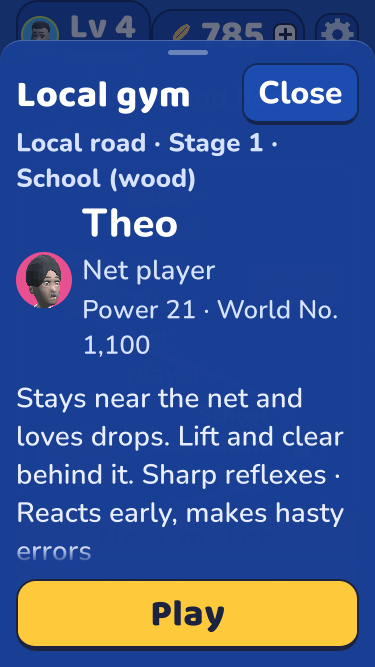 Lv 4
785
Local gym
Close
Local road · Stage 1 ·
School (wood)
Theo
Net player
Power 21 · World No.
1,100
Stays near the net and
loves drops. Lift and clear
behind it. Sharp reflexes ·
Reacts early, makes hasty
errors
Play